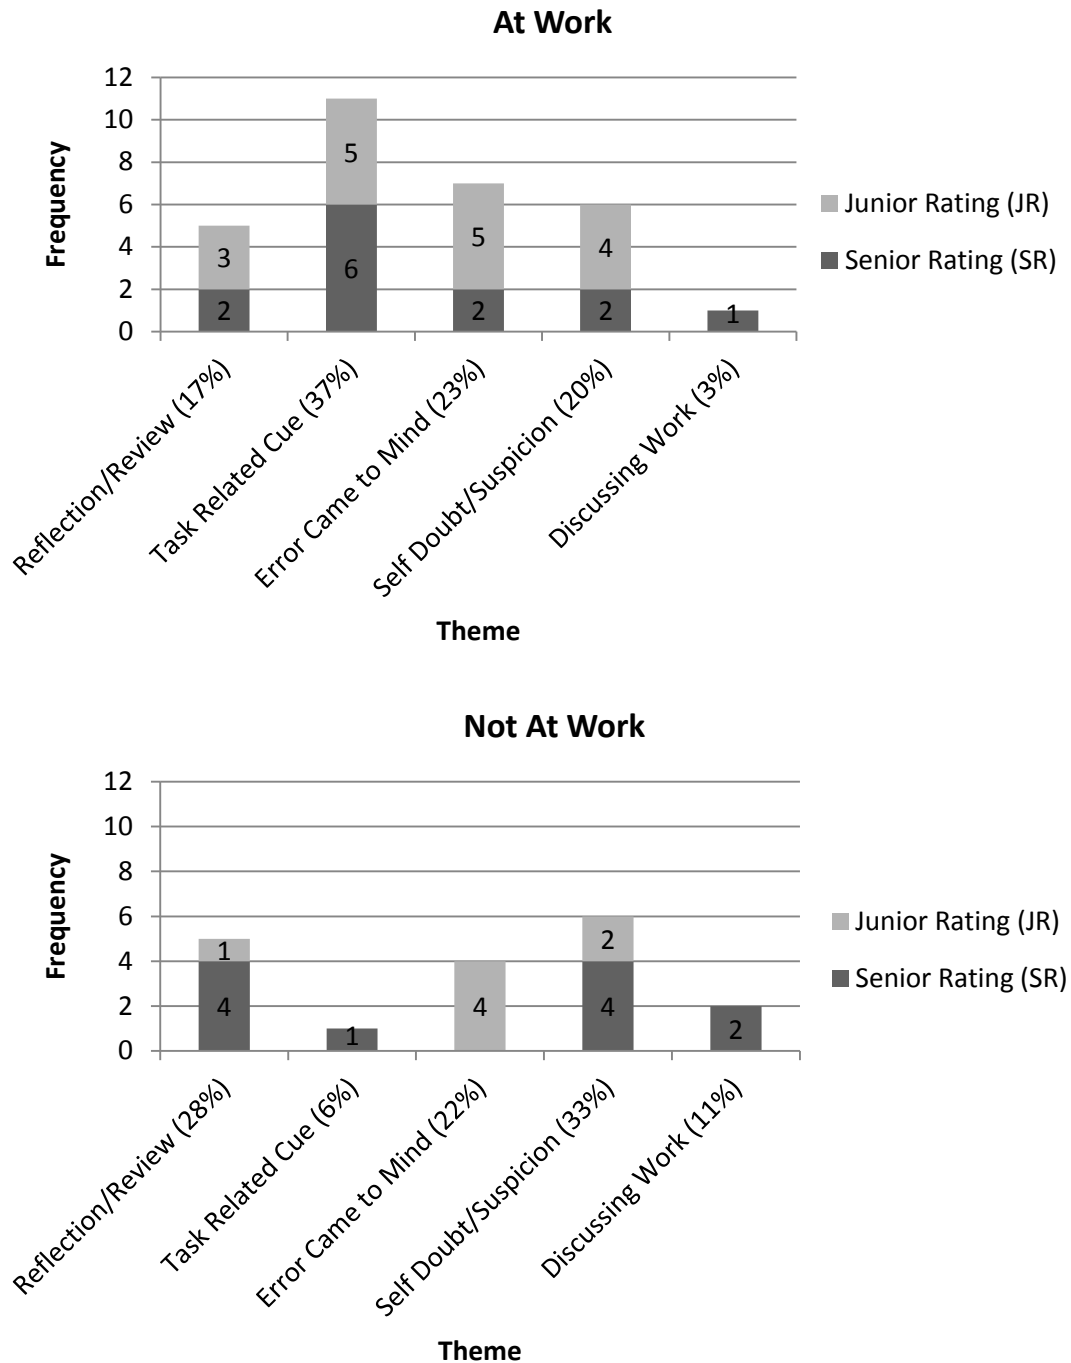 At Work
12
10
8
6
4
2
0
Frequency
3
2
5
6
5
2
4
2
1
Junior Rating (JR)
Senior Rating (SR)
Reflection/Review (17%)
Task Related Cue (37%)
Error Came to Mind (23%)
Self Doubt/Suspicion (20%)
Discussing Work (3%)
Theme
Not At Work
12
10
8
6
4
2
0
Frequency
1
4
1
4
2
4
2
Junior Rating (JR)
Senior Rating (SR)
Reflection/Review (28%)
Task Related Cue (6%)
Error Came to Mind (22%)
Self Doubt/Suspicion (33%)
Discussing Work (11%)
Theme